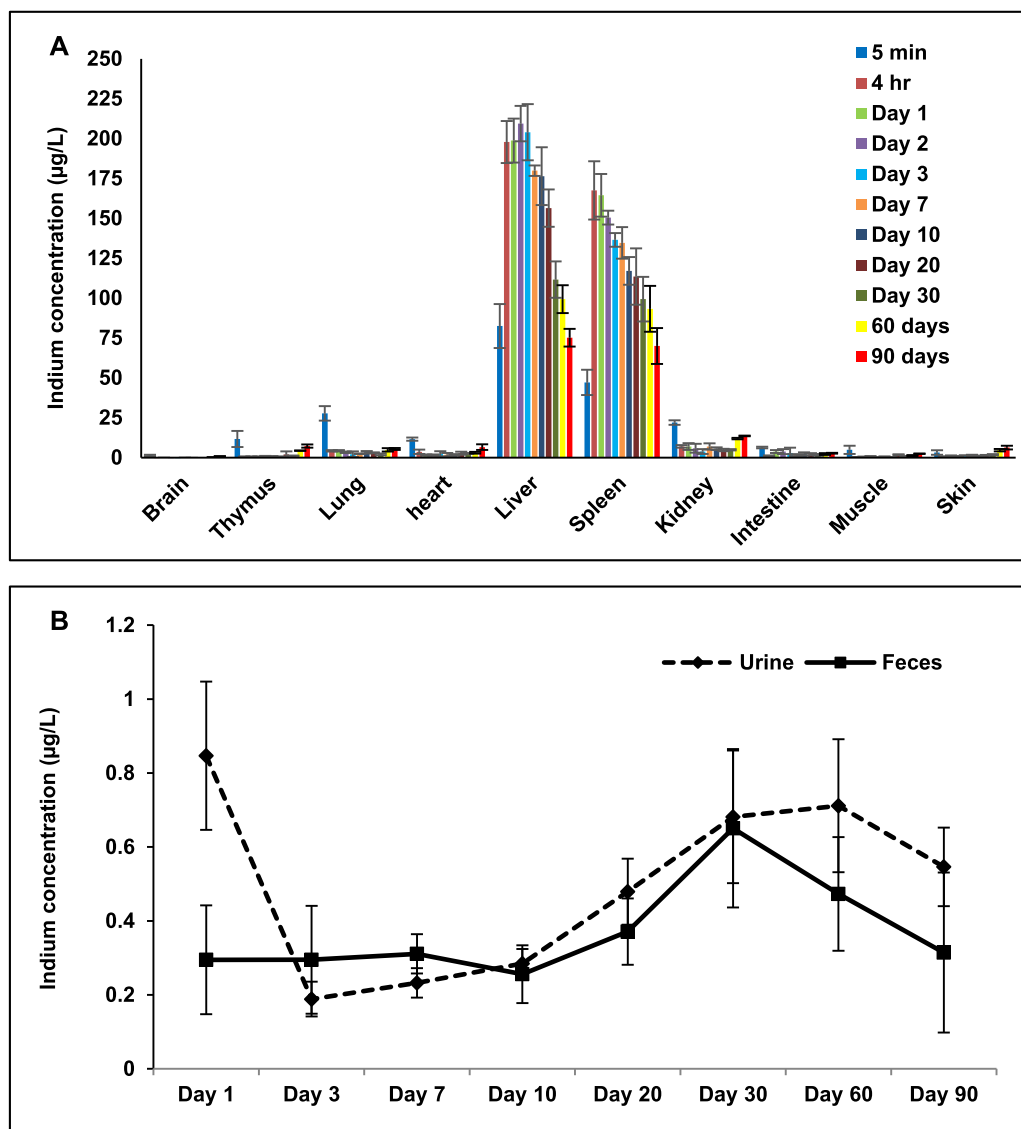 A
Indium concentration (µg/L)
250
225
200
175
150
125
100
75
50
25
0
5 min
4 hr
Day 1
Day 2
Day 3
Day 7
Day 10
Day 20
Day 30
60 days
90 days
Brain
Thymus
Lung
heart
Liver
Spleen
Kidney
Intestine
Muscle
Skin
B
Indium concentration (µg/L)
1.2
1
0.8
0.6
0.4
0.2
0
Urine
Feces
Day 1
Day 3
Day 7
Day 10
Day 20
Day 30
Day 60
Day 90